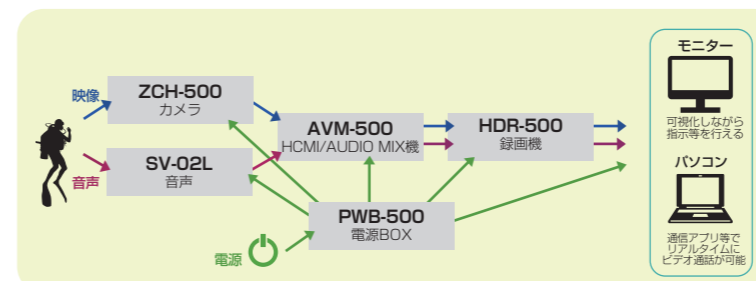 映像
ZCH-500
カメラ
音声
SV-02L
音声
AVM-500
HCMI/AUDIO MIX機
HDR-500
録画機
電源
PWB-500
電源BOX
モニター
可視化しながら
指示等を行える
パソコン
通信アプリ等で
リアルタイムに
ビデオ通話が可能